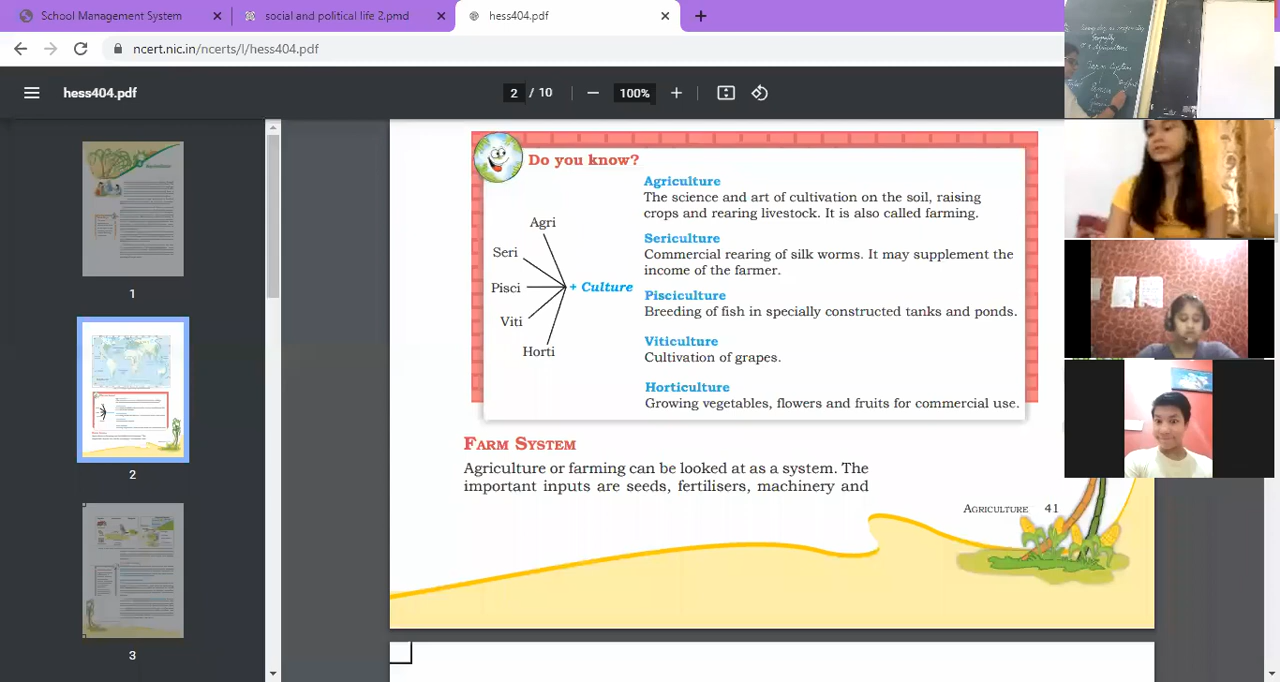 School Management System
social and political life 2.pmd
hess404.pdf
ncert.nic.in/ncerts/l/hess404.pdf
hess404.pdf
2 / 10
100%
1
2
3
Do you know?
Agri
Seri
Pisci
Viti
Horti
+ Culture
Agriculture
The science and art of cultivation on the soil, raising
crops and rearing livestock. It is also called farming.
Sericulture
Commercial rearing of silk worms. It may supplement the
income of the farmer.
Pisciculture
Breeding of fish in specially constructed tanks and ponds.
Viticulture
Cultivation of grapes.
Horticulture
Growing vegetables, flowers and fruits for commercial use.
FARM SYSTEM
Agriculture or farming can be looked at as a system. The
important inputs are seeds, fertilisers, machinery and
AGRICULTURE 41
Geography
Agriculture
Farm System